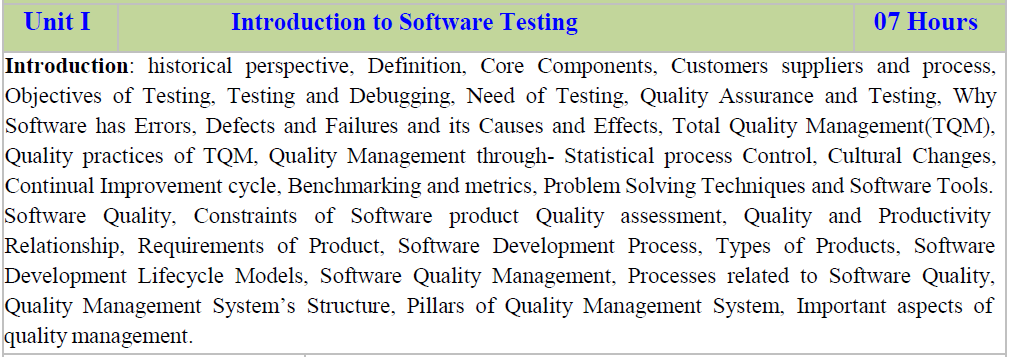 Unit I Introduction to Software Testing 07 Hours
Introduction: historical perspective, Definition, Core Components, Customers suppliers and process,
Objectives of Testing, Testing and Debugging, Need of Testing, Quality Assurance and Testing, Why
Software has Errors, Defects and Failures and its Causes and Effects, Total Quality Management(TQM),
Quality practices of TQM, Quality Management through- Statistical process Control, Cultural Changes,
Continual Improvement cycle, Benchmarking and metrics, Problem Solving Techniques and Software Tools.
Software Quality, Constraints of Software product Quality assessment, Quality and Productivity
Relationship, Requirements of Product, Software Development Process, Types of Products, Software
Development Lifecycle Models, Software Quality Management, Processes related to Software Quality,
Quality Management System’s Structure, Pillars of Quality Management System, Important aspects of
quality management.